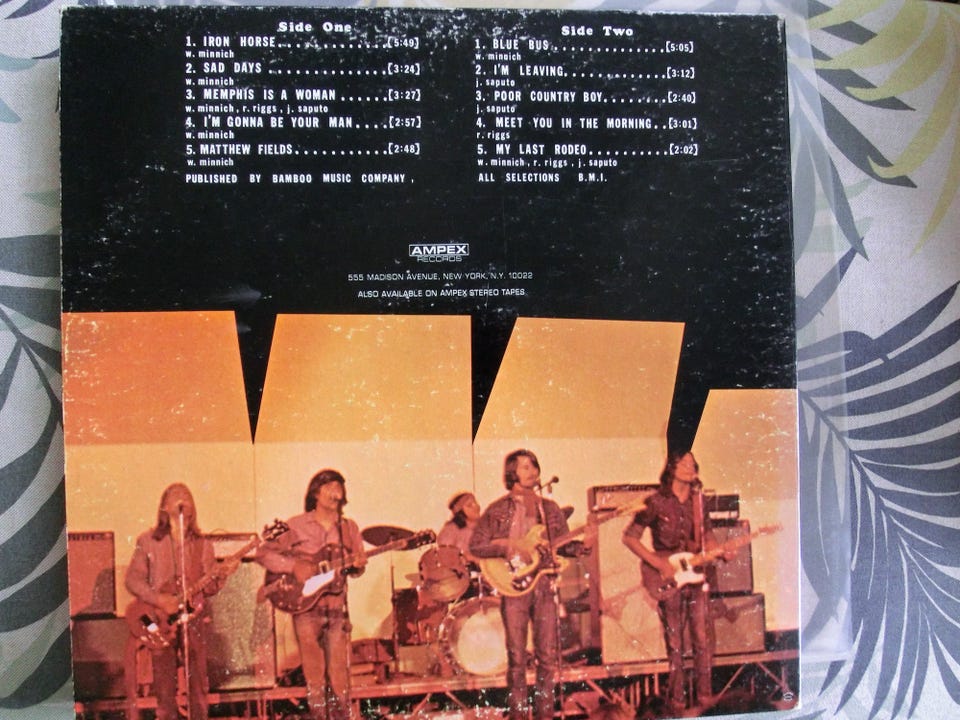 Side One
1. IRON HORSE..............[5:49]
w. minnich
2. SAD DAYS ..............[3:24]
w. minnich
3. MEMPHIS IS A WOMAN ......[3:27]
w. minnich, r. riggs, j. saputo
4. I'M GONNA BE YOUR MAN....[2:57]
w. minnich
5. MATTHEW FIELDS...........[2:48]
w. minnich
PUBLISHED BY BAMBOO MUSIC COMPANY,
Side Two
1. BLUE BUS..............[5:05]
w. minnich
2. I'M LEAVING............[3:12]
j. saputo
3. POOR COUNTRY BOY........[2:40]
j. saputo
4. MEET YOU IN THE MORNING..[3:01]
r. riggs
5. MY LAST RODEO..........[2:02]
w. minnich, r. riggs, j. saputo
ALL SELECTIONS B.M.I.
AMPEX
RECORDS
555 MADISON AVENUE, NEW YORK, N.Y. 10022
ALSO AVAILABLE ON AMPEX STEREO TAPES